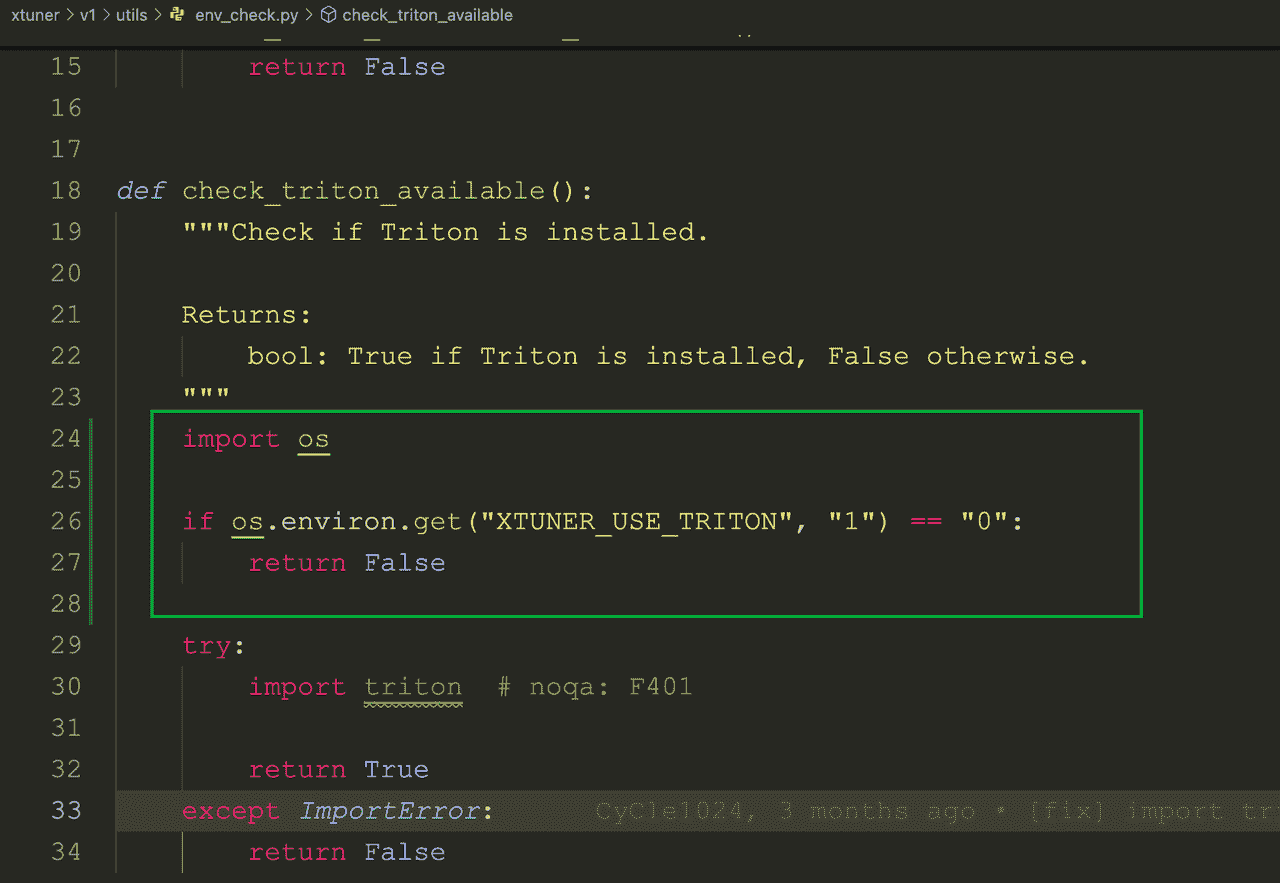 xtuner > v1 > utils > env_check.py > check_triton_available
15 return False
16
17
18 def check_triton_available():
19 """Check if Triton is installed.
20
21 Returns:
22 bool: True if Triton is installed, False otherwise.
23 """
24 import os
25
26 if os.environ.get("XTUNER_USE_TRITON", "1") == "0":
27 return False
28
29 try:
30 import triton  # noqa: F401
31
32 return True
33 except ImportError: CyCle1024, 3 months ago • [fix] import
34 return False